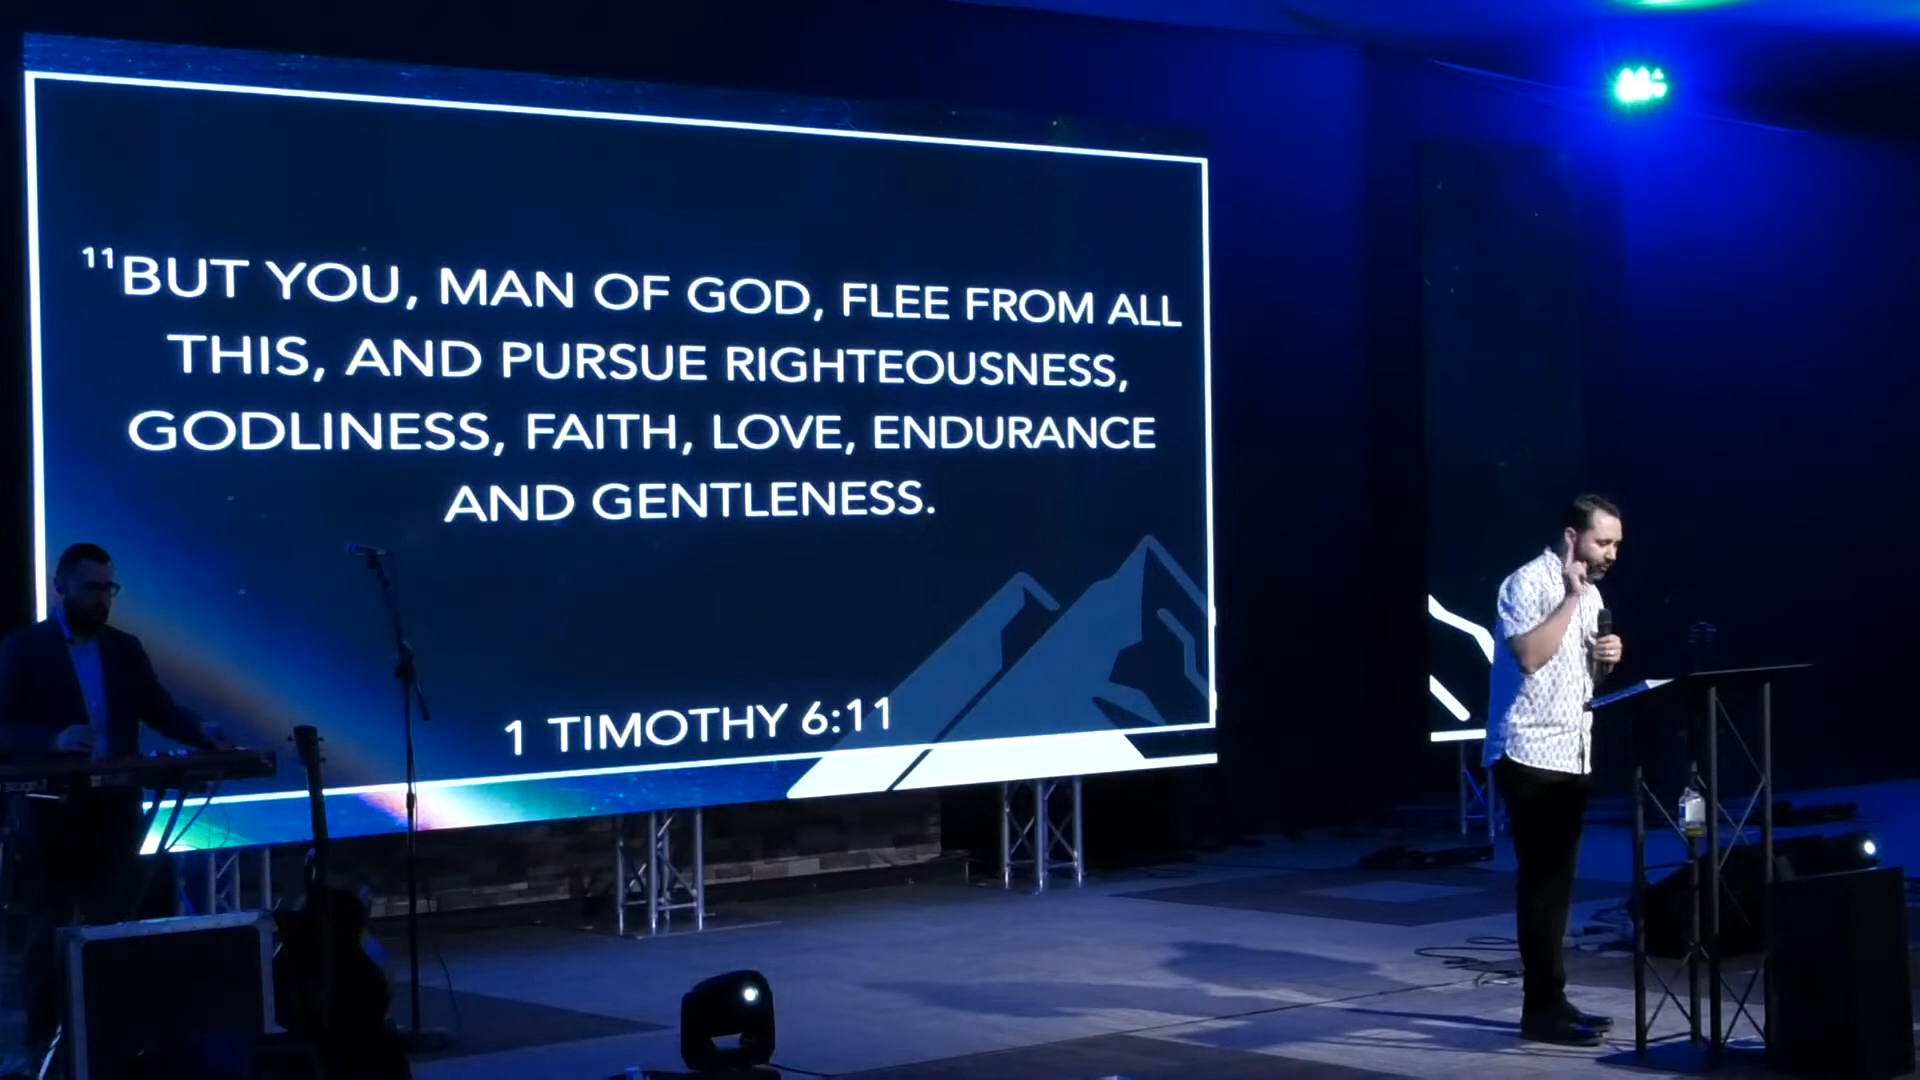 ¹¹BUT YOU, MAN OF GOD, FLEE FROM ALL
THIS, AND PURSUE RIGHTEOUSNESS,
GODLINESS, FAITH, LOVE, ENDURANCE
AND GENTLENESS.
1 TIMOTHY 6:11